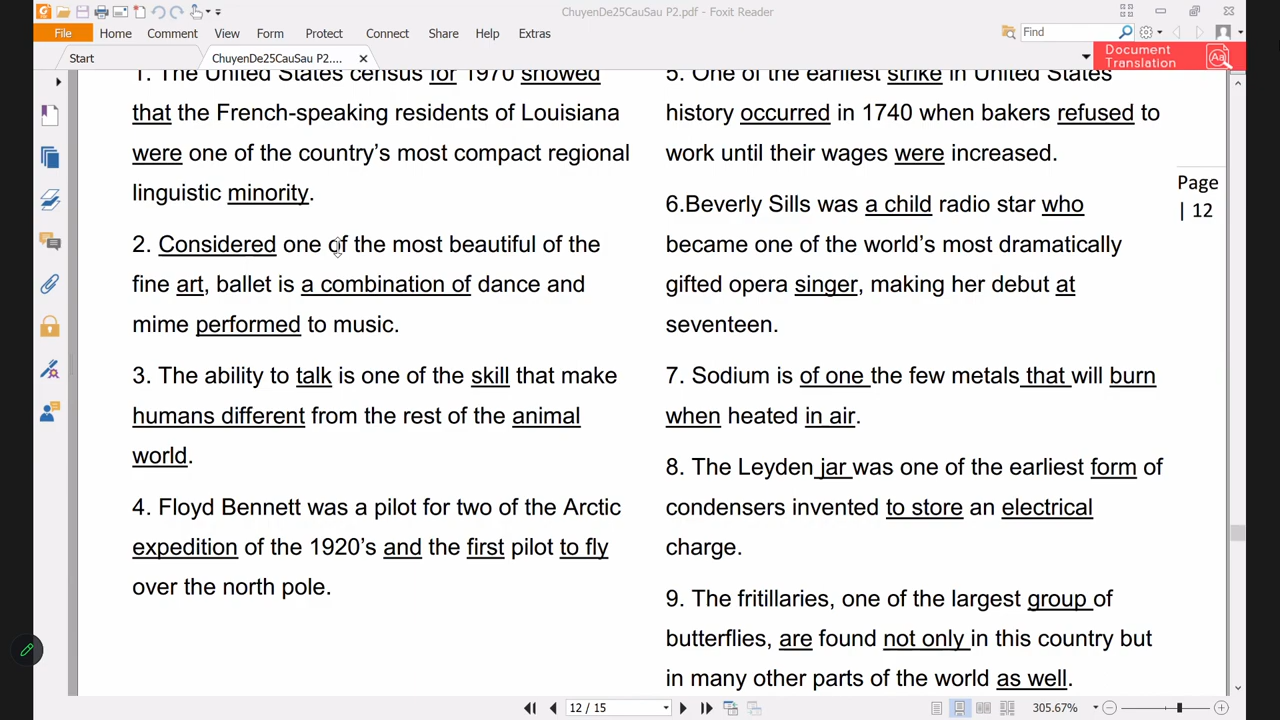 ChuyenDe25CauSau P2.pdf - Foxit Reader
File Home Comment View Form Protect Connect Share Help Extras
Find
Start
ChuyenDe25CauSau P2....
Document Translation
1. The United States census for 1970 showed
that the French-speaking residents of Louisiana
were one of the country's most compact regional
linguistic minority.
2. Considered one of the most beautiful of the
fine art, ballet is a combination of dance and
mime performed to music.
3. The ability to talk is one of the skill that make
humans different from the rest of the animal
world.
4. Floyd Bennett was a pilot for two of the Arctic
expedition of the 1920's and the first pilot to fly
over the north pole.
5. One of the earliest strike in United States
history occurred in 1740 when bakers refused to
work until their wages were increased.
6.Beverly Sills was a child radio star who
became one of the world's most dramatically
gifted opera singer, making her debut at
seventeen.
7. Sodium is of one the few metals that will burn
when heated in air.
8. The Leyden jar was one of the earliest form of
condensers invented to store an electrical
charge.
9. The fritillaries, one of the largest group of
butterflies, are found not only in this country but
in many other parts of the world as well.
Page
| 12
12 / 15
305.67%